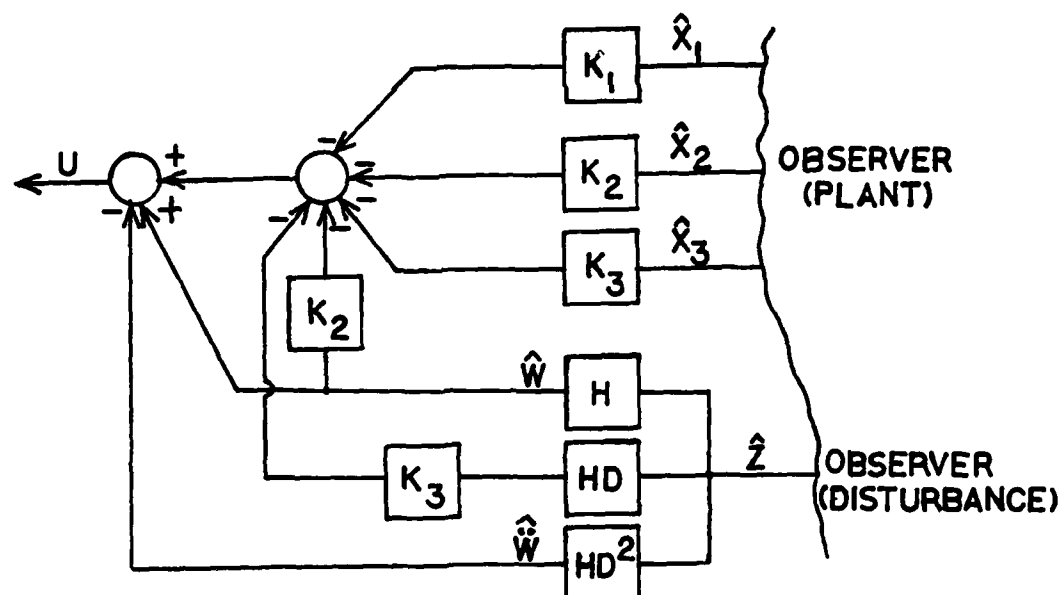 K₁ X̂₁
U + - K₂ X̂₂ OBSERVER
(PLANT)
- + - - - K₃ X̂₃
-
K₂
Ŵ H
K₃ HD Ẑ OBSERVER
(DISTURBANCE)
Ẅ̂ HD²